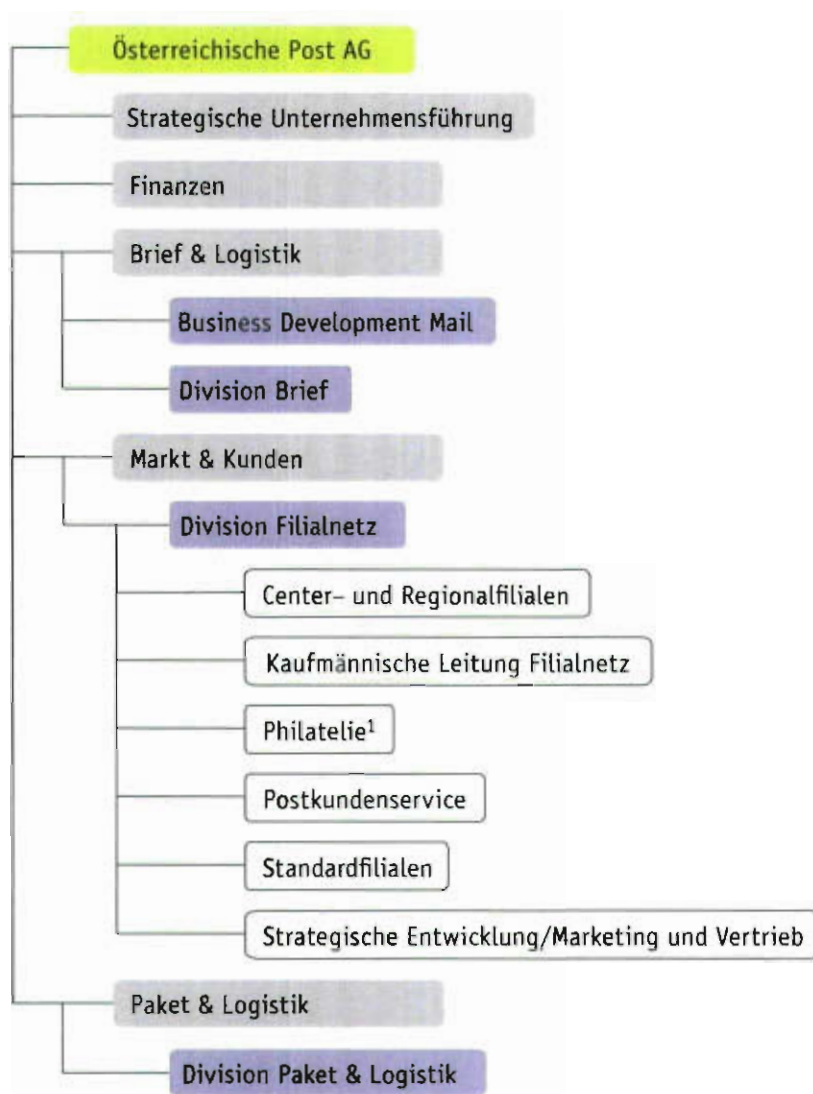 Österreichische Post AG
Strategische Unternehmensführung
Finanzen
Brief & Logistik
Business Development Mail
Division Brief
Markt & Kunden
Division Filialnetz
Center- und Regionalfilialen
Kaufmännische Leitung Filialnetz
Philatelie¹
Postkundenservice
Standardfilialen
Strategische Entwicklung/Marketing und Vertrieb
Paket & Logistik
Division Paket & Logistik